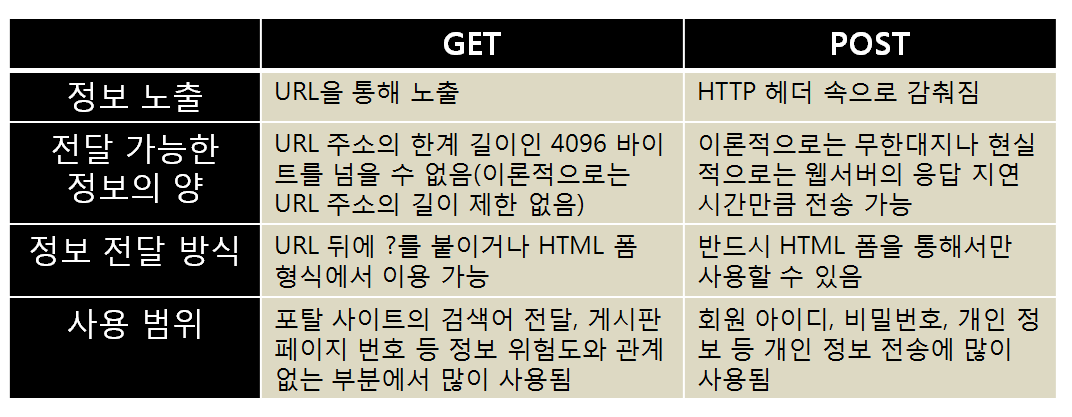 GET
POST
정보 노출
URL을 통해 노출
HTTP 헤더 속으로 감춰짐
전달 가능한
정보의 양
URL 주소의 한계 길이인 4096 바이
트를 넘을 수 없음(이론적으로는
URL 주소의 길이 제한 없음)
이론적으로는 무한대지나 현실
적으로는 웹서버의 응답 지연
시간만큼 전송 가능
정보 전달 방식
URL 뒤에 ?를 붙이거나 HTML 폼
형식에서 이용 가능
반드시 HTML 폼을 통해서만
사용할 수 있음
사용 범위
포탈 사이트의 검색어 전달, 게시판
페이지 번호 등 정보 위험도와 관계
없는 부분에서 많이 사용됨
회원 아이디, 비밀번호, 개인 정
보 등 개인 정보 전송에 많이
사용됨